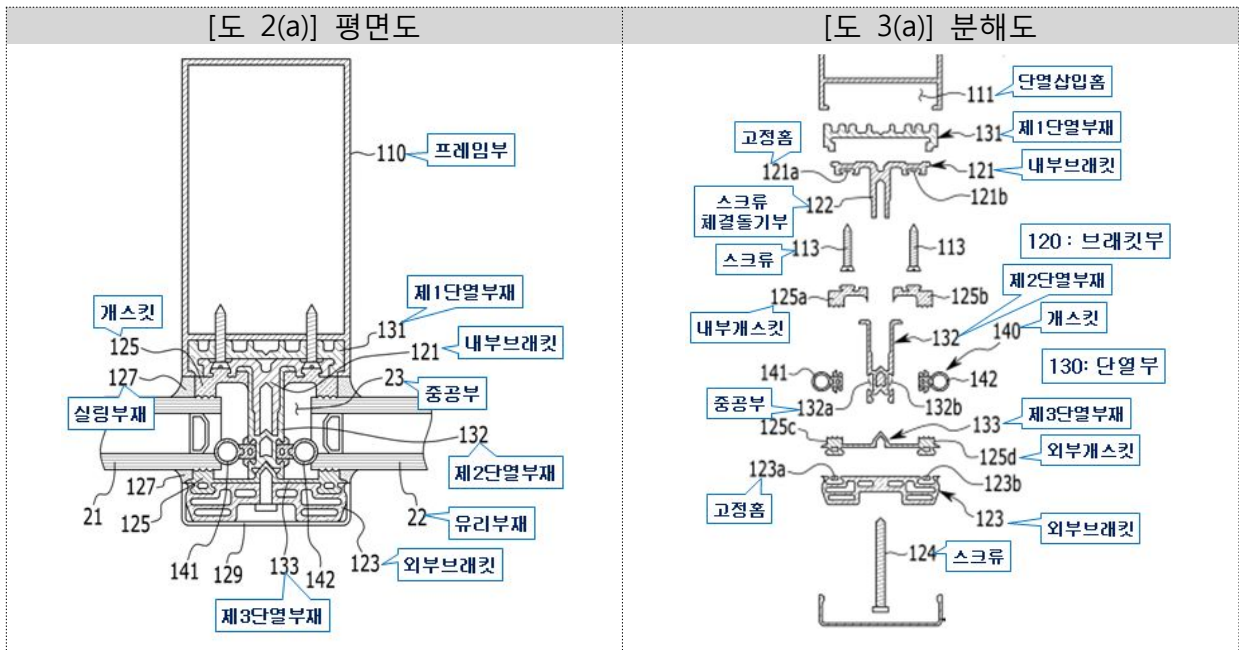 [도 2(a)] 평면도
[도 3(a)] 분해도
110
프레임부
개스킷
125
127
실링부재
제1단열부재
131
121
내부브래킷
23
중공부
132
제2단열부재
21
127
125
22
유리부재
141
129
133
142
123
외부브래킷
제3단열부재
111
단열삽입홈
고정홈
131
제1단열부재
121a
121
내부브래킷
121b
스크류
체결돌기부
122
113
113
스크류
120 : 브래킷부
125a
125b
제2단열부재
내부개스킷
132
140
개스킷
130: 단열부
141
142
중공부
132a
132b
133
제3단열부재
125c
125d
외부개스킷
123a
123b
고정홈
123
외부브래킷
124
스크류